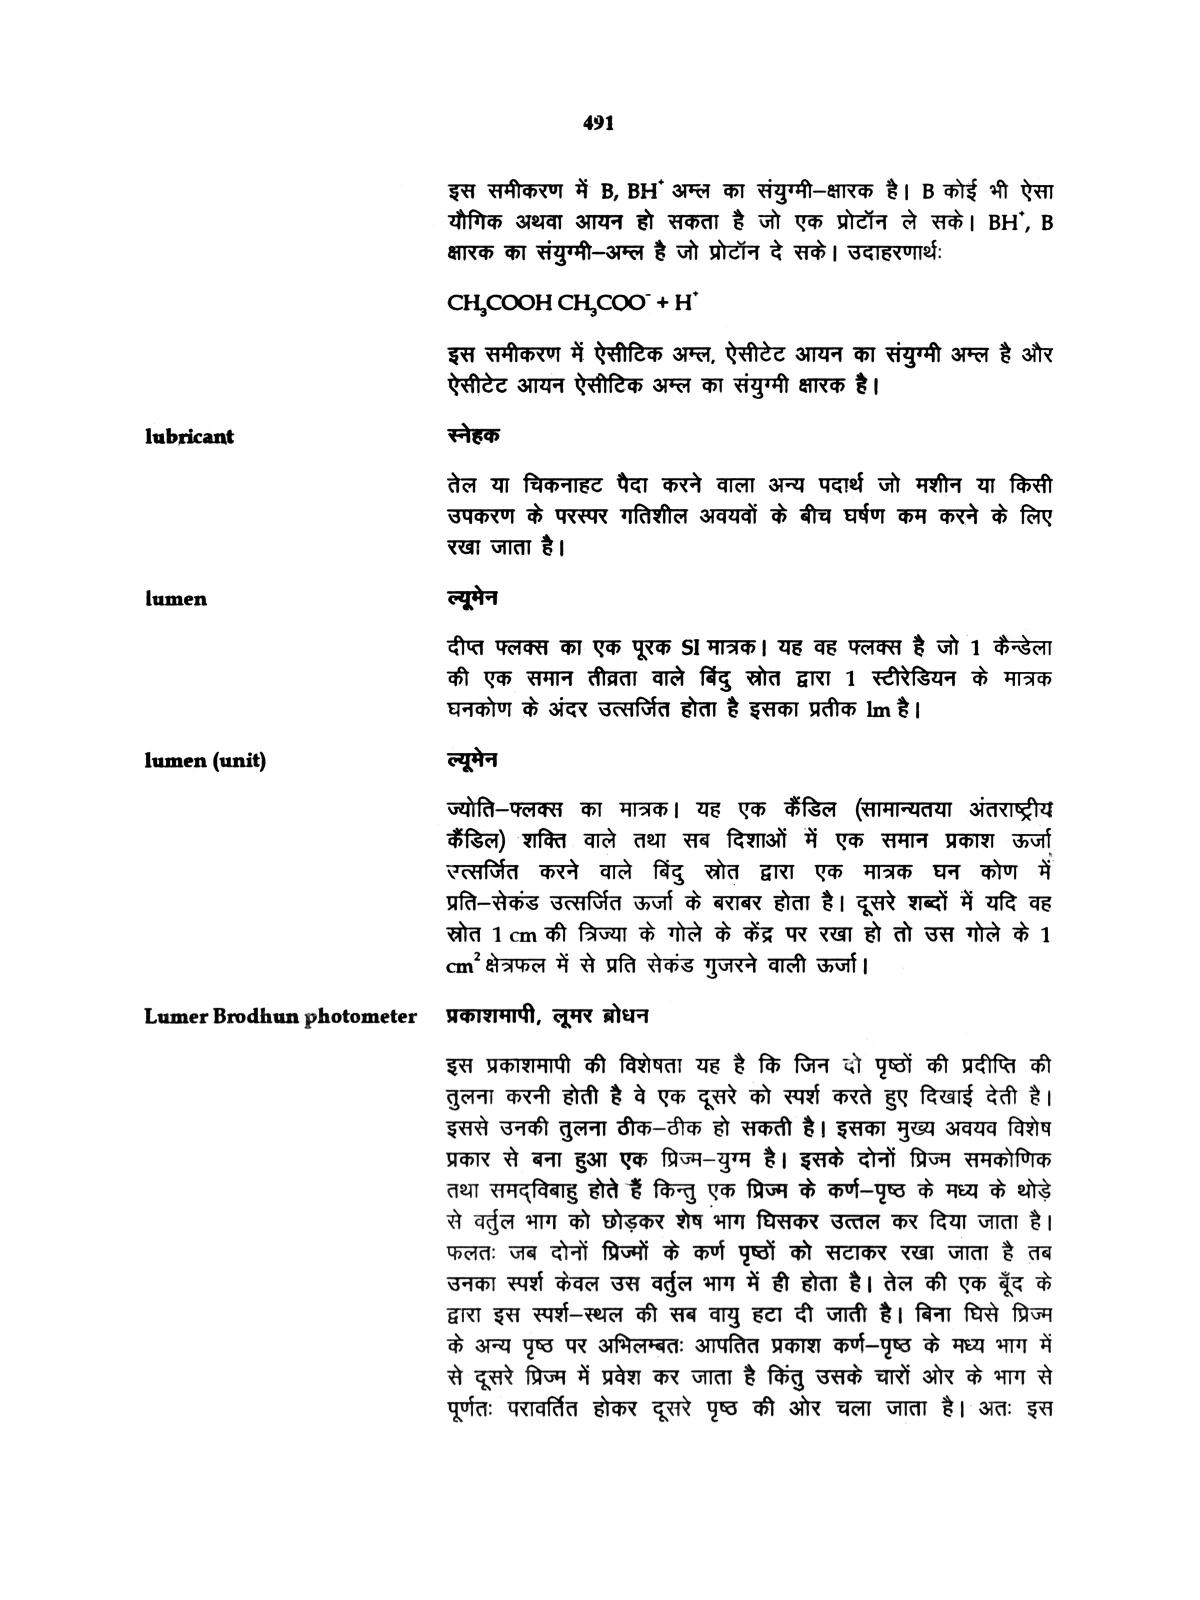 491
इस समीकरण में B, BH⁺ अम्ल का संयुग्मी–क्षारक है। B कोई भी ऐसा
यौगिक अथवा आयन हो सकता है जो एक प्रोटॉन ले सके। BH⁺, B
क्षारक का संयुग्मी–अम्ल है जो प्रोटॉन दे सके। उदाहरणार्थः
CH₃COOH CH₃COO⁻ + H⁺
इस समीकरण में ऐसीटिक अम्ल, ऐसीटेट आयन का संयुग्मी अम्ल है और
ऐसीटेट आयन ऐसीटिक अम्ल का संयुग्मी क्षारक है।
lubricant स्नेहक
तेल या चिकनाहट पैदा करने वाला अन्य पदार्थ जो मशीन या किसी
उपकरण के परस्पर गतिशील अवयवों के बीच घर्षण कम करने के लिए
रखा जाता है।
lumen ल्यूमेन
दीप्त फ्लक्स का एक पूरक SI मात्रक। यह वह फ्लक्स है जो 1 कैन्डेला
की एक समान तीव्रता वाले बिंदु स्रोत द्वारा 1 स्टीरेडियन के मात्रक
घनकोण के अंदर उत्सर्जित होता है इसका प्रतीक lm है।
lumen (unit) ल्यूमेन
ज्योति–फ्लक्स का मात्रक। यह एक कैंडिल (सामान्यतया अंतराष्ट्रीय
कैंडिल) शक्ति वाले तथा सब दिशाओं में एक समान प्रकाश ऊर्जा
उत्सर्जित करने वाले बिंदु स्रोत द्वारा एक मात्रक घन कोण में
प्रति–सेकंड उत्सर्जित ऊर्जा के बराबर होता है। दूसरे शब्दों में यदि वह
स्रोत 1 cm की त्रिज्या के गोले के केंद्र पर रखा हो तो उस गोले के 1
cm² क्षेत्रफल में से प्रति सेकंड गुजरने वाली ऊर्जा।
Lumer Brodhun photometer प्रकाशमापी, लूमर ब्रोधन
इस प्रकाशमापी की विशेषता यह है कि जिन दो पृष्ठों की प्रदीप्ति की
तुलना करनी होती है वे एक दूसरे को स्पर्श करते हुए दिखाई देती है।
इससे उनकी तुलना ठीक–ठीक हो सकती है। इसका मुख्य अवयव विशेष
प्रकार से बना हुआ एक प्रिज्म–युग्म है। इसके दोनों प्रिज्म समकोणिक
तथा समद्विबाहु होते हैं किन्तु एक प्रिज्म के कर्ण–पृष्ठ के मध्य के थोड़े
से वर्तुल भाग को छोड़कर शेष भाग घिसकर उत्तल कर दिया जाता है।
फलतः जब दोनों प्रिज्मों के कर्ण पृष्ठों को सटाकर रखा जाता है तब
उनका स्पर्श केवल उस वर्तुल भाग में ही होता है। तेल की एक बूँद के
द्वारा इस स्पर्श–स्थल की सब वायु हटा दी जाती है। बिना घिसे प्रिज्म
के अन्य पृष्ठ पर अभिलम्बतः आपतित प्रकाश कर्ण–पृष्ठ के मध्य भाग में
से दूसरे प्रिज्म में प्रवेश कर जाता है किंतु उसके चारों ओर के भाग से
पूर्णतः परावर्तित होकर दूसरे पृष्ठ की ओर चला जाता है। अतः इस